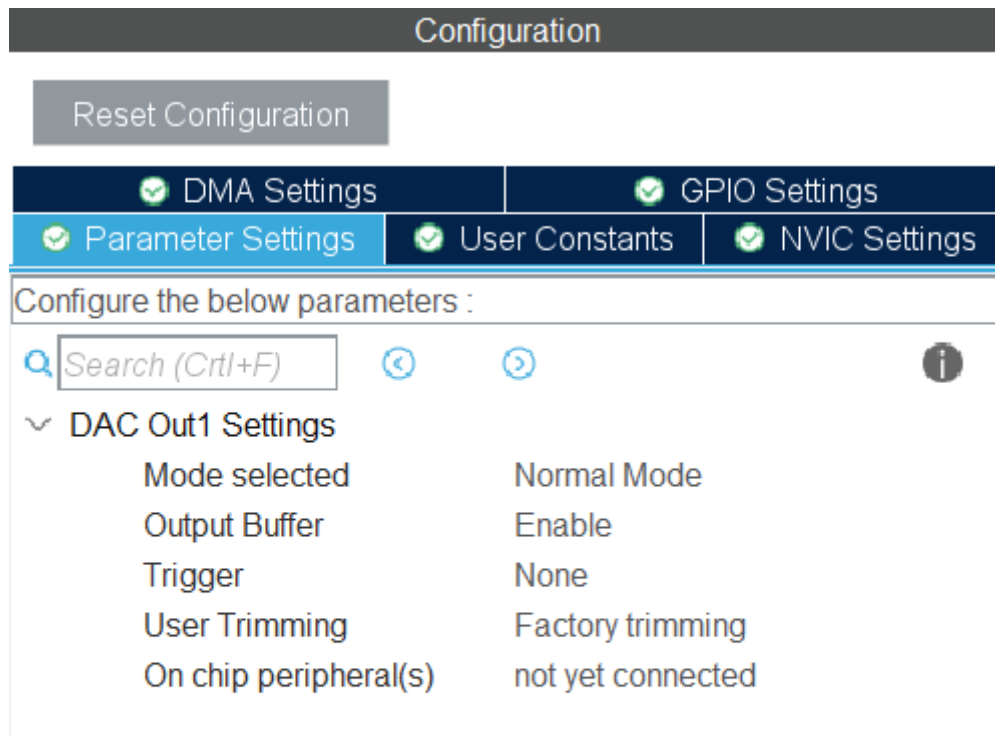 Configuration
Reset Configuration
DMA Settings
GPIO Settings
Parameter Settings
User Constants
NVIC Settings
Configure the below parameters :
Search (Crtl+F)
DAC Out1 Settings
Mode selected Normal Mode
Output Buffer Enable
Trigger None
User Trimming Factory trimming
On chip peripheral(s) not yet connected